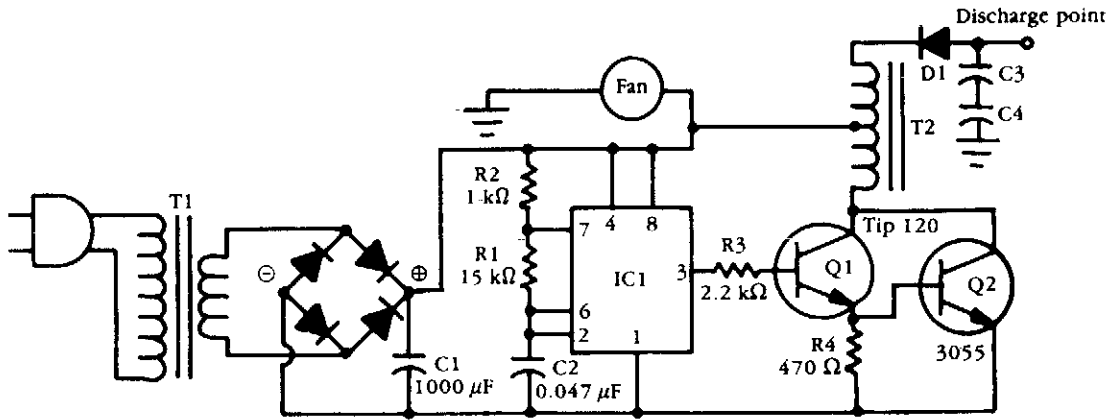 Discharge point
D1
C3
C4
T2
Fan
T1
R2
1 kΩ
R1
15 kΩ
7
4
8
6
2
IC1
3
1
R3
2.2 kΩ
Tip 120
Q1
Q2
3055
R4
470 Ω
⊖
⊕
C1
1000 µF
C2
0.047 µF